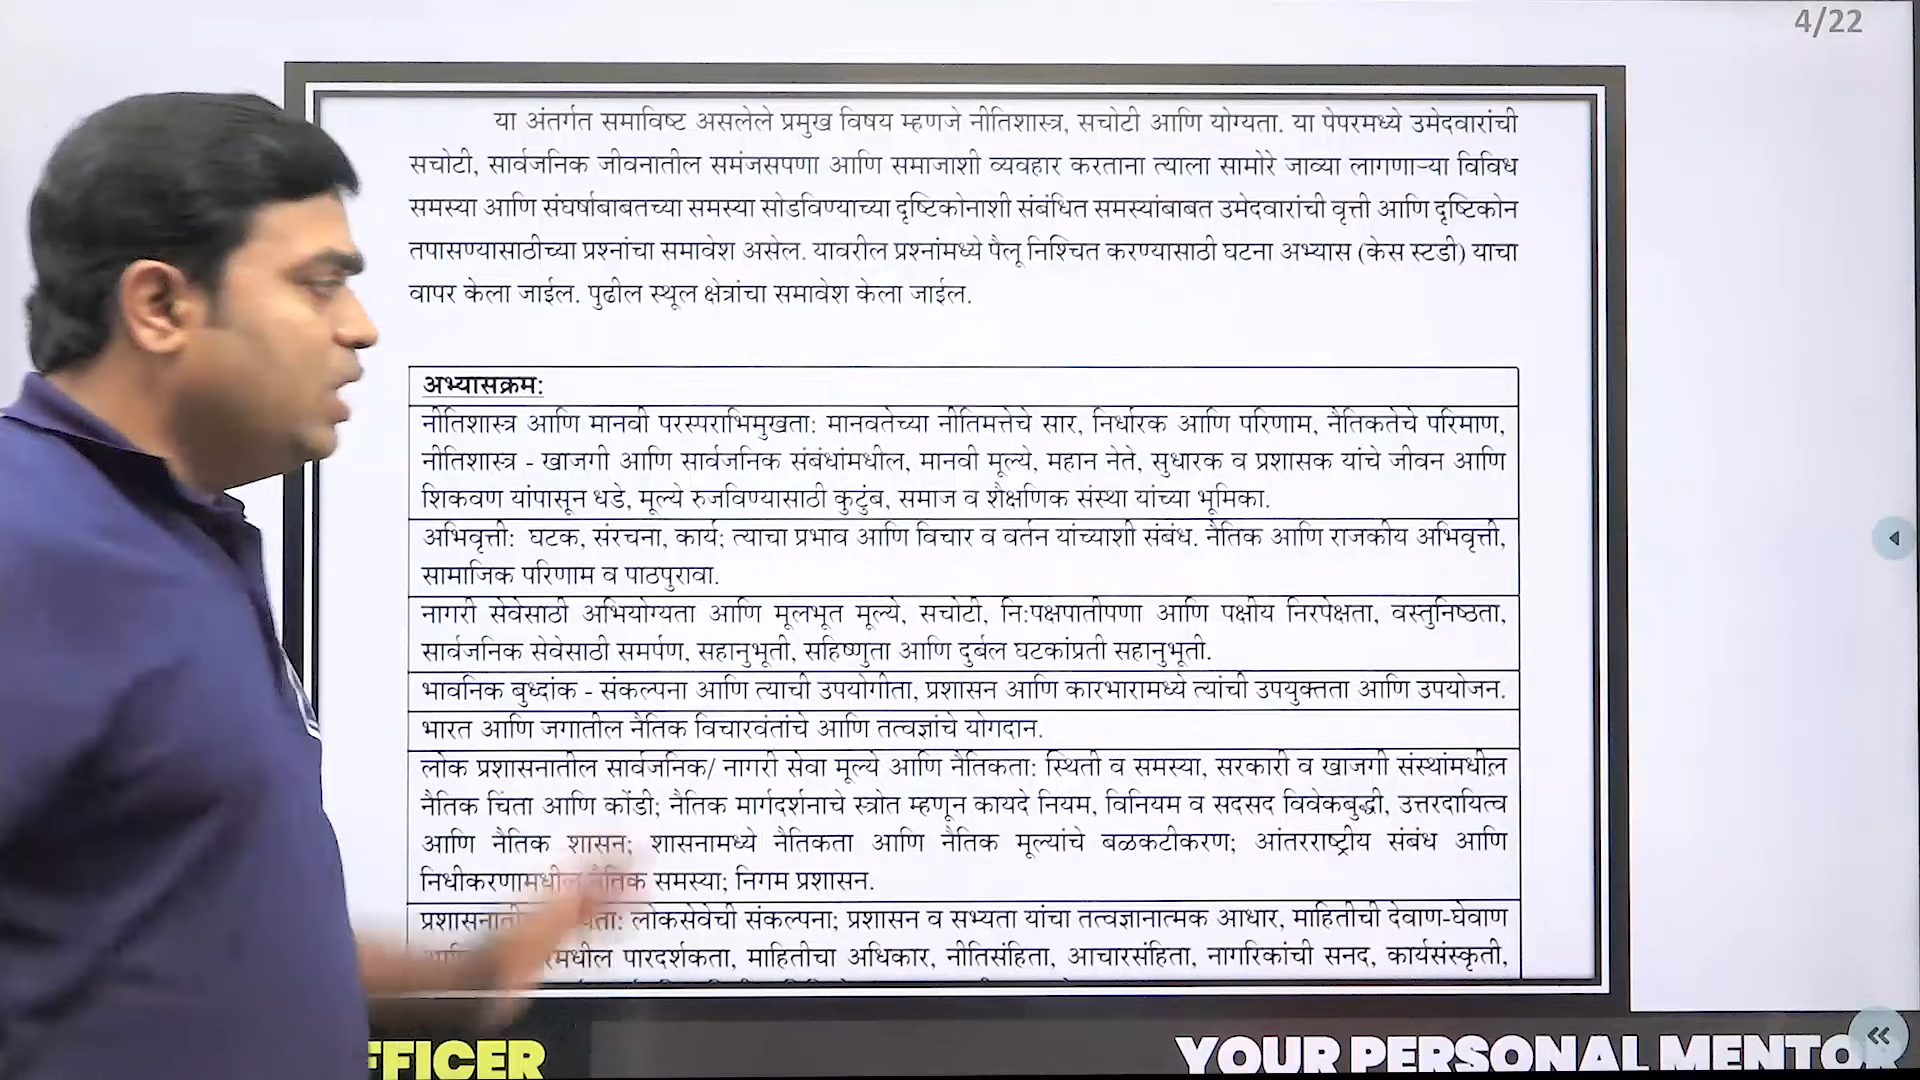 4/22
या अंतर्गत समाविष्ट असलेले प्रमुख विषय म्हणजे नीतिशास्त्र, सचोटी आणि योग्यता. या पेपरमध्ये उमेदवारांची
सचोटी, सार्वजनिक जीवनातील समंजसपणा आणि समाजाशी व्यवहार करताना त्याला सामोरे जाव्या लागणाऱ्या विविध
समस्या आणि संघर्षाबाबतच्या समस्या सोडविण्याच्या दृष्टिकोनाशी संबंधित समस्यांबाबत उमेदवारांची वृत्ती आणि दृष्टिकोन
तपासण्यासाठीच्या प्रश्नांचा समावेश असेल. यावरील प्रश्नांमध्ये पैलू निश्चित करण्यासाठी घटना अभ्यास (केस स्टडी) याचा
वापर केला जाईल. पुढील स्थूल क्षेत्रांचा समावेश केला जाईल.
अभ्यासक्रम:
नीतिशास्त्र आणि मानवी परस्पराभिमुखता: मानवतेच्या नीतिमत्तेचे सार, निर्धारक आणि परिणाम, नैतिकतेचे परिमाण,
नीतिशास्त्र - खाजगी आणि सार्वजनिक संबंधांमधील, मानवी मूल्ये, महान नेते, सुधारक व प्रशासक यांचे जीवन आणि
शिकवण यांपासून धडे, मूल्ये रुजविण्यासाठी कुटुंब, समाज व शैक्षणिक संस्था यांच्या भूमिका.
अभिवृत्ती: घटक, संरचना, कार्य; त्याचा प्रभाव आणि विचार व वर्तन यांच्याशी संबंध. नैतिक आणि राजकीय अभिवृत्ती,
सामाजिक परिणाम व पाठपुरावा.
नागरी सेवेसाठी अभियोग्यता आणि मूलभूत मूल्ये, सचोटी, नि:पक्षपातीपणा आणि पक्षीय निरपेक्षता, वस्तुनिष्ठता,
सार्वजनिक सेवेसाठी समर्पण, सहानुभूती, सहिष्णुता आणि दुर्बल घटकांप्रती सहानुभूती.
भावनिक बुध्दांक - संकल्पना आणि त्याची उपयोगीता, प्रशासन आणि कारभारामध्ये त्यांची उपयुक्तता आणि उपयोजन.
भारत आणि जगातील नैतिक विचारवंतांचे आणि तत्वज्ञांचे योगदान.
लोक प्रशासनातील सार्वजनिक/ नागरी सेवा मूल्ये आणि नैतिकता: स्थिती व समस्या, सरकारी व खाजगी संस्थांमधील
नैतिक चिंता आणि कोंडी; नैतिक मार्गदर्शनाचे स्त्रोत म्हणून कायदे नियम, विनियम व सदसद विवेकबुद्धी, उत्तरदायित्व
आणि नैतिक शासन; शासनामध्ये नैतिकता आणि नैतिक मूल्यांचे बळकटीकरण; आंतरराष्ट्रीय संबंध आणि
निधीकरणामधील नैतिक समस्या; निगम प्रशासन.
लोकसेवेची संकल्पना; प्रशासन व सभ्यता यांचा तत्वज्ञानात्मक आधार, माहितीची देवाण-घेवाण
पारदर्शकता, माहितीचा अधिकार, नीतिसंहिता, आचारसंहिता, नागरिकांची सनद, कार्यसंस्कृती,
FFICER
YOUR PERSONAL MENTOR